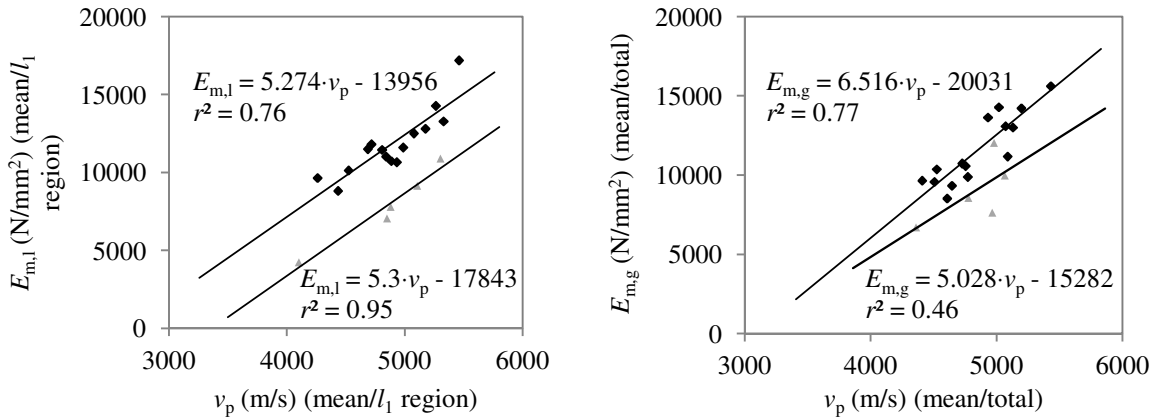 20000
15000
10000
5000
0
3000
4000
5000
6000
E_m,l (N/mm²) (mean/l₁
region)
E_m,l = 5.274·v_p - 13956
r² = 0.76
E_m,l = 5.3·v_p - 17843
r² = 0.95
v_p (m/s) (mean/l₁ region)
20000
15000
10000
5000
0
3000
4000
5000
6000
E_m,g (N/mm²) (mean/total)
E_m,g = 6.516·v_p - 20031
r² = 0.77
E_m,g = 5.028·v_p - 15282
r² = 0.46
v_p (m/s) (mean/total)